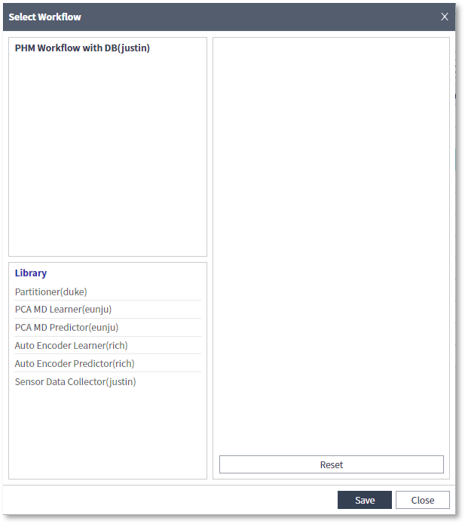 Select Workflow X
PHM Workflow with DB(justin)
Library
Partitioner(duke)
PCA MD Learner(eunju)
PCA MD Predictor(eunju)
Auto Encoder Learner(rich)
Auto Encoder Predictor(rich)
Sensor Data Collector(justin)
Reset
Save Close